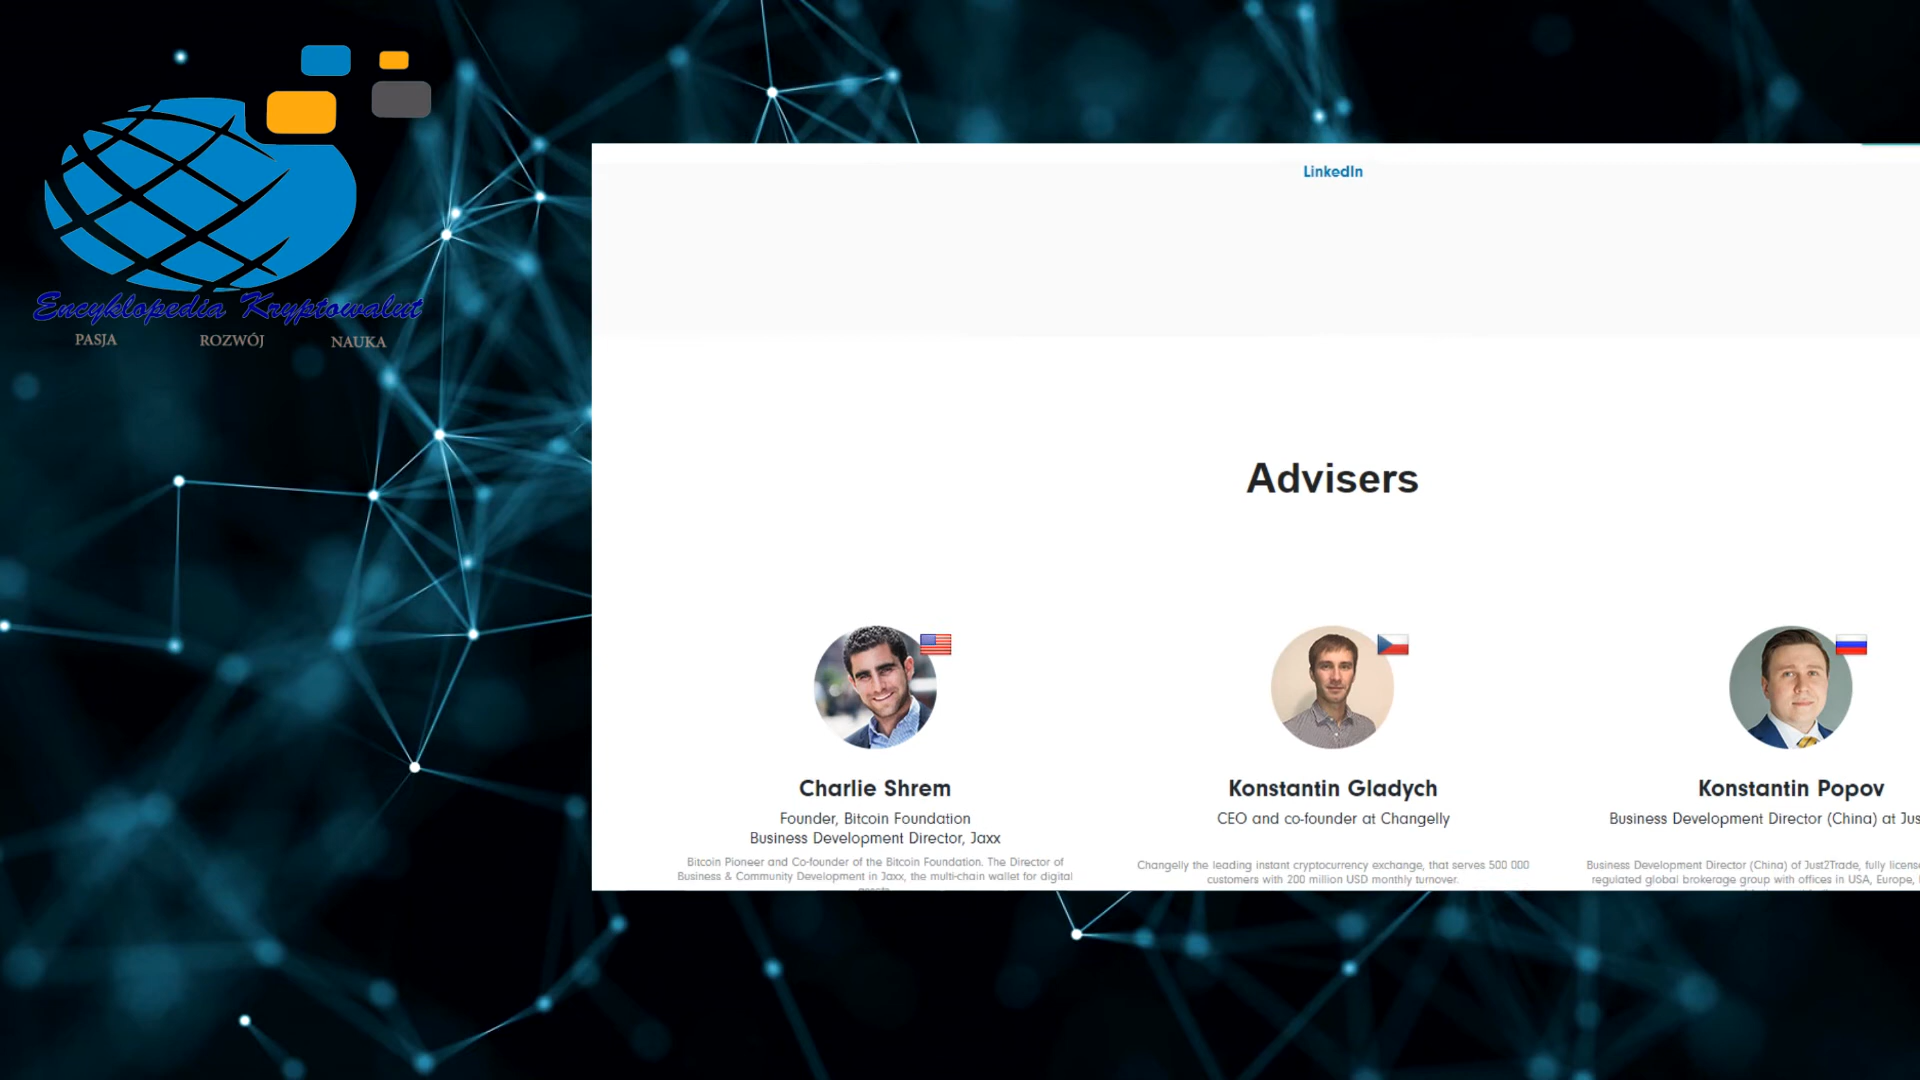 Encyklopedia Kryptowalut
PASJA ROZWÓJ NAUKA
LinkedIn
Advisers
Charlie Shrem
Founder, Bitcoin Foundation
Business Development Director, Jaxx
Bitcoin Pioneer and Co-founder of the Bitcoin Foundation. The Director of
Business & Community Development in Jaxx, the multi-chain wallet for digital
Konstantin Gladych
CEO and co-founder at Changelly
Changelly the leading instant cryptocurrency exchange, that serves 500 000
customers with 200 million USD monthly turnover.
Konstantin Popov
Business Development Director (China) at Jus
Business Development Director (China) of Just2Trade, fully license
regulated global brokerage group with offices in USA, Europe,